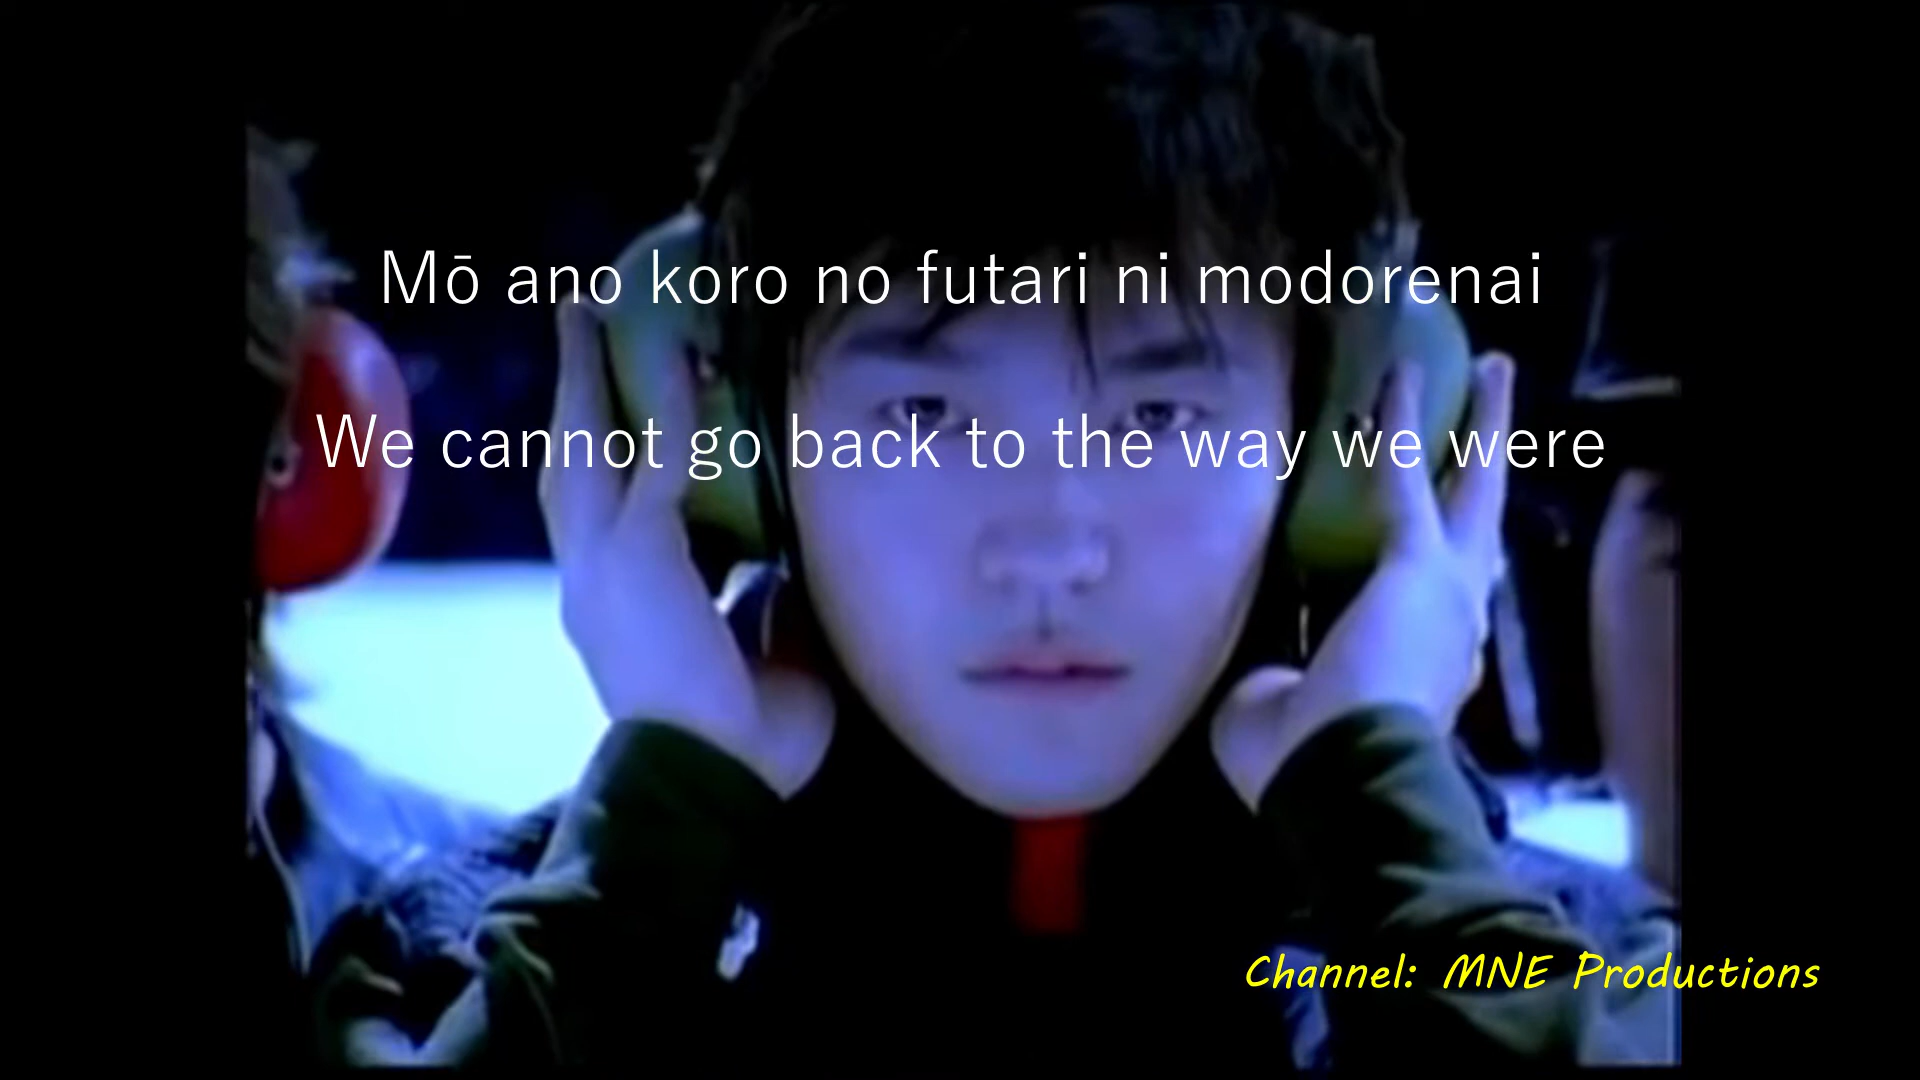 Mō ano koro no futari ni modorenai
We cannot go back to the way we were
Channel: MNE Productions